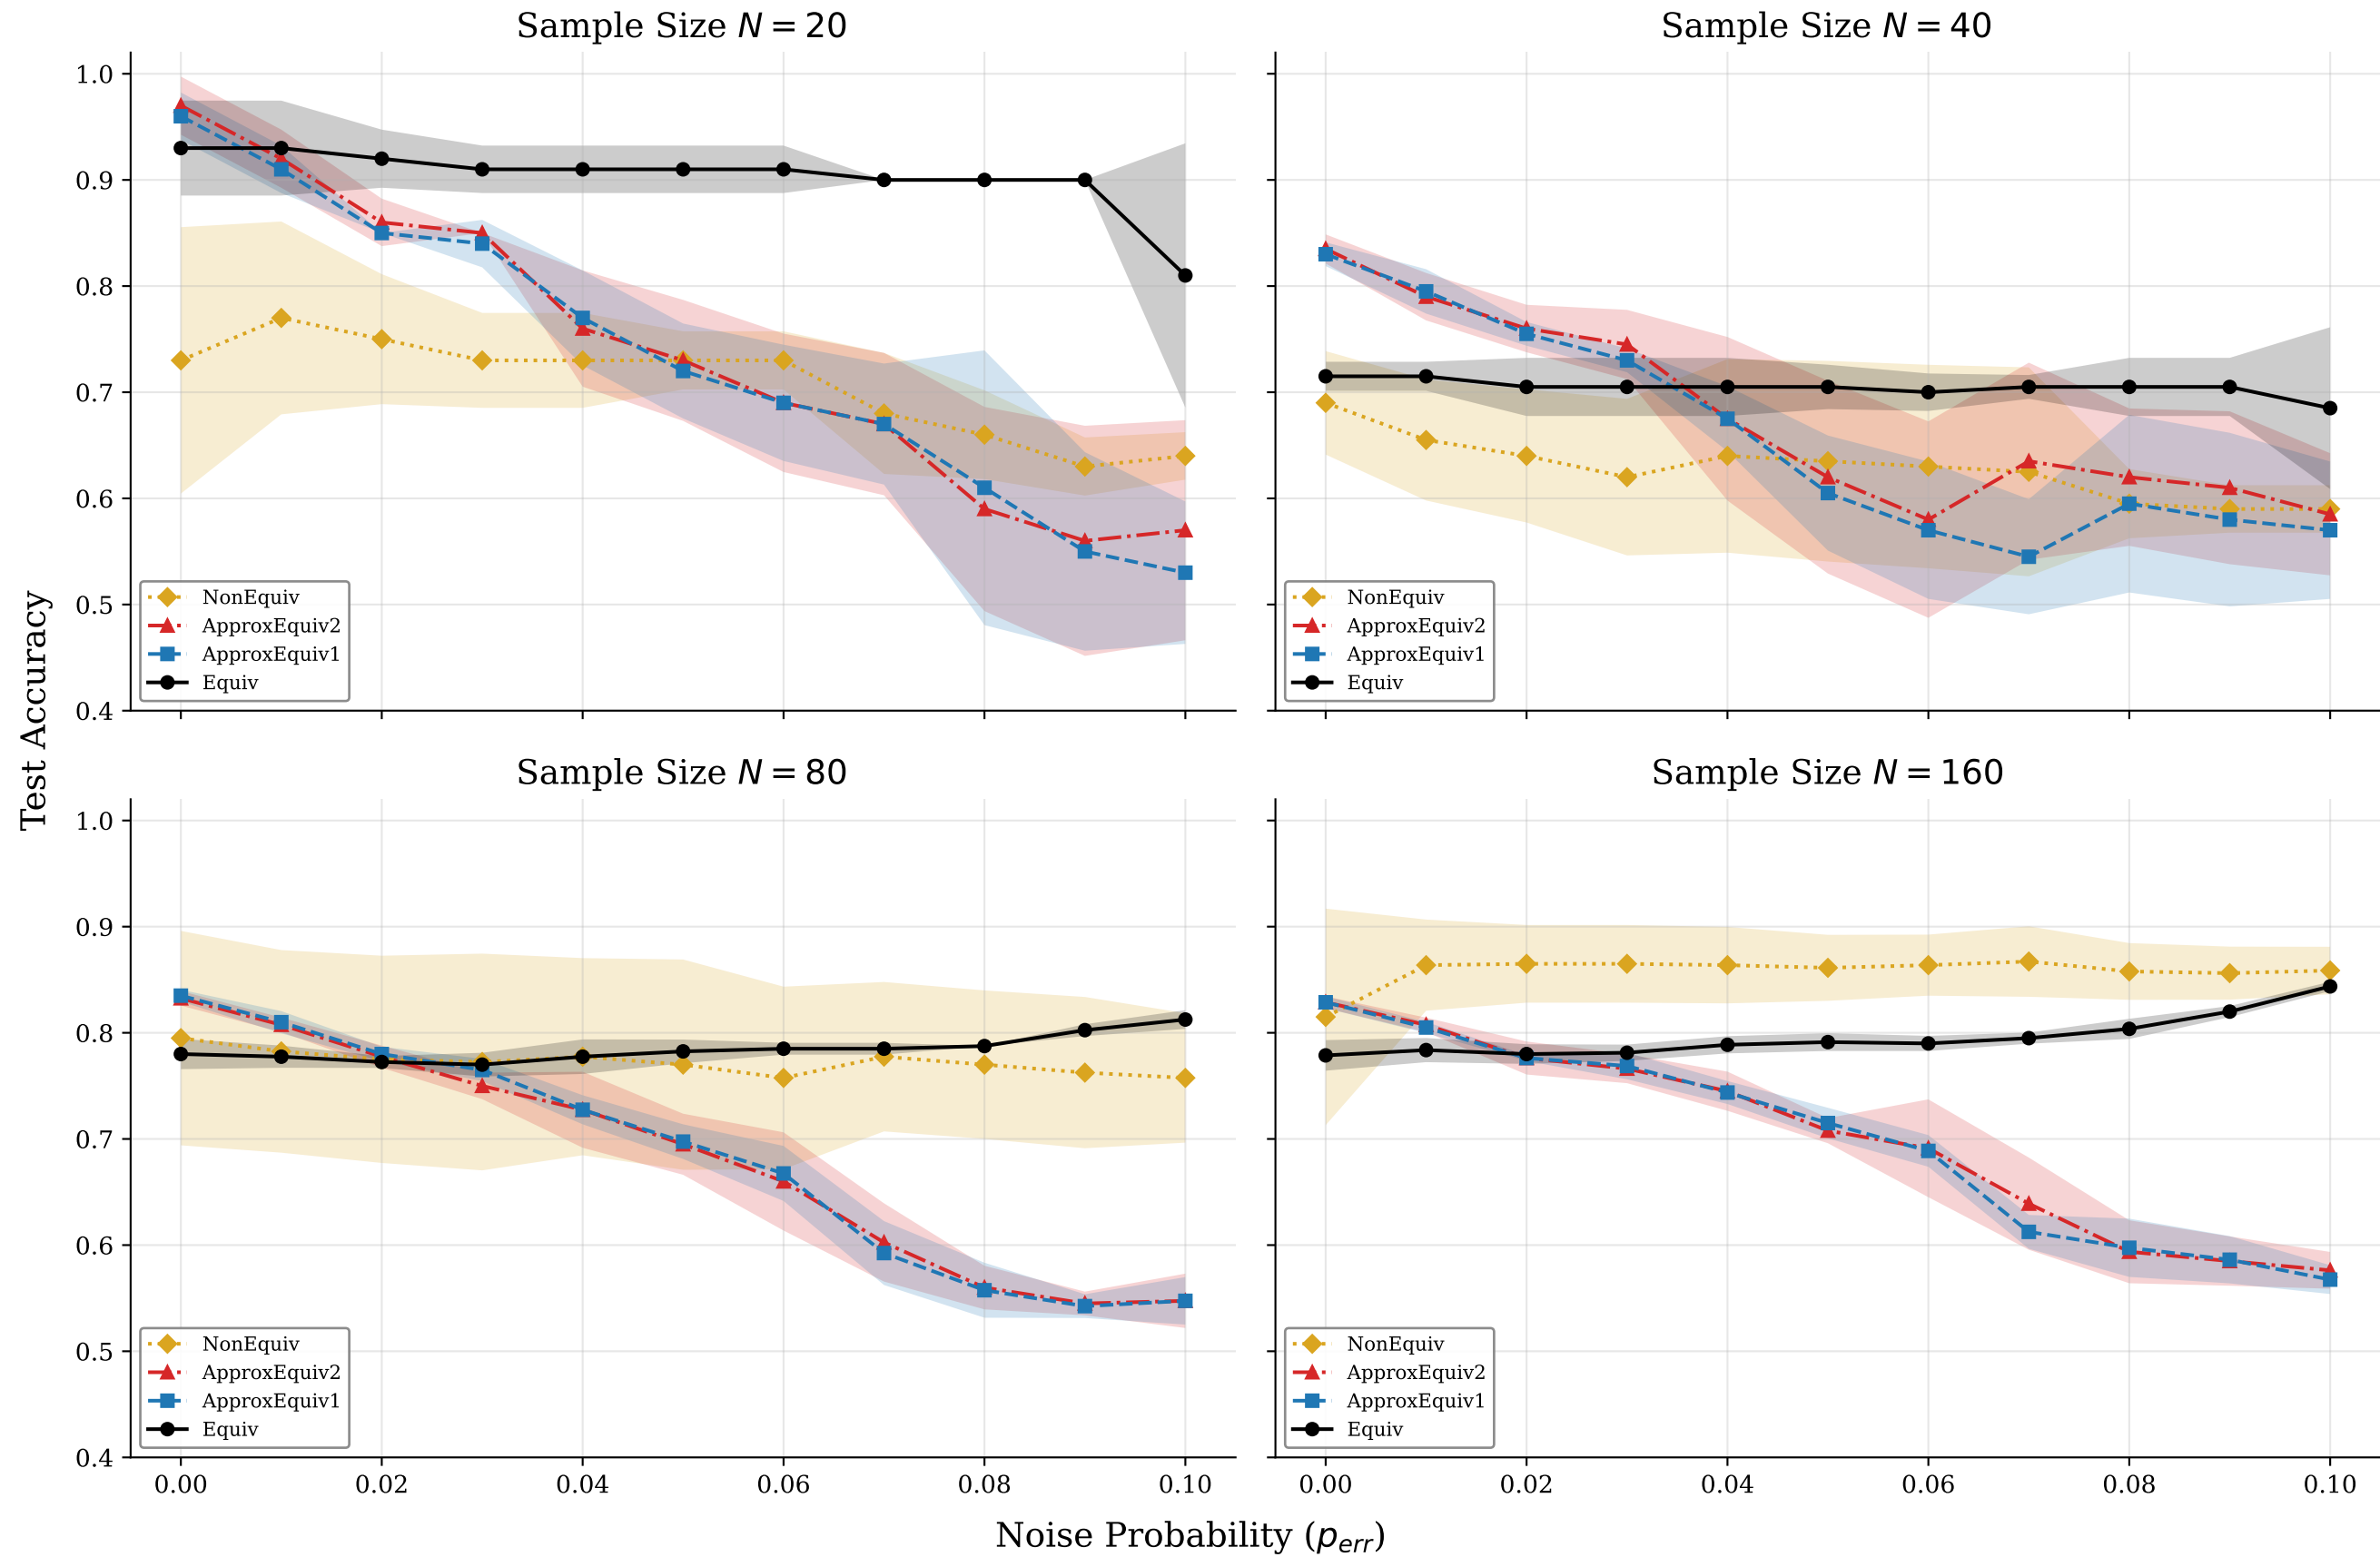 Sample Size N = 20
Sample Size N = 40
Test Accuracy
1.0
0.9
0.8
0.7
0.6
0.5
0.4
NonEquiv
ApproxEquiv2
ApproxEquiv1
Equiv
NonEquiv
ApproxEquiv2
ApproxEquiv1
Equiv
Sample Size N = 80
Sample Size N = 160
1.0
0.9
0.8
0.7
0.6
0.5
0.4
NonEquiv
ApproxEquiv2
ApproxEquiv1
Equiv
NonEquiv
ApproxEquiv2
ApproxEquiv1
Equiv
0.00 0.02 0.04 0.06 0.08 0.10
0.00 0.02 0.04 0.06 0.08 0.10
Noise Probability (p_err)